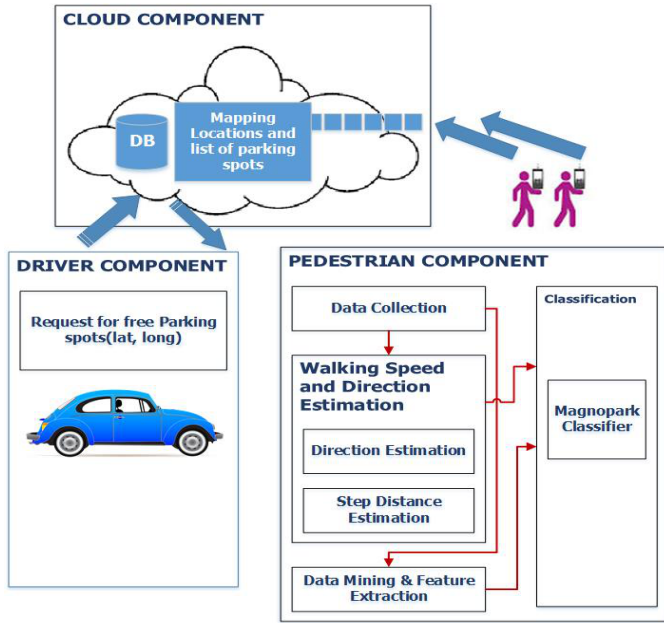 CLOUD COMPONENT
DB
Mapping
Locations and
list of parking
spots
DRIVER COMPONENT
Request for free Parking
spots(lat, long)
PEDESTRIAN COMPONENT
Data Collection
Walking Speed
and Direction
Estimation
Direction Estimation
Step Distance
Estimation
Data Mining & Feature
Extraction
Classification
Magnopark
Classifier